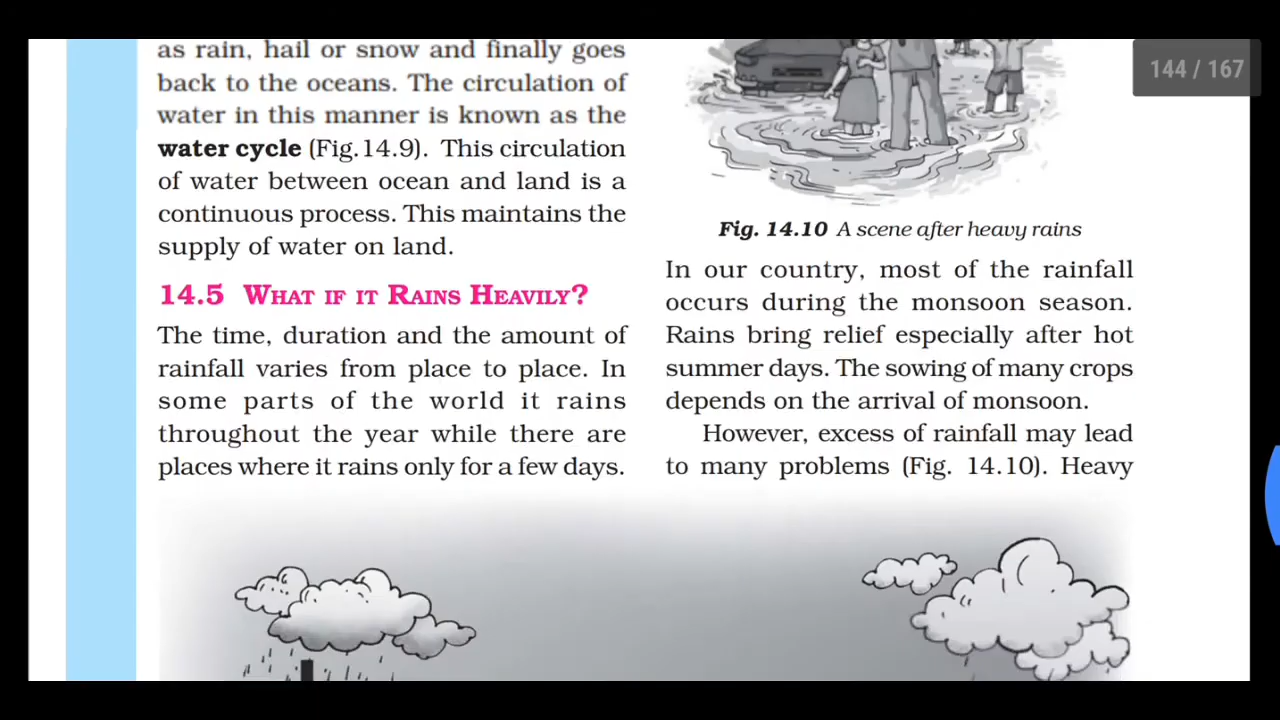 as rain, hail or snow and finally goes
back to the oceans. The circulation of
water in this manner is known as the
water cycle (Fig.14.9). This circulation
of water between ocean and land is a
continuous process. This maintains the
supply of water on land.
14.5 WHAT IF IT RAINS HEAVILY?
The time, duration and the amount of
rainfall varies from place to place. In
some parts of the world it rains
throughout the year while there are
places where it rains only for a few days.
144 / 167
Fig. 14.10 A scene after heavy rains
In our country, most of the rainfall
occurs during the monsoon season.
Rains bring relief especially after hot
summer days. The sowing of many crops
depends on the arrival of monsoon.
However, excess of rainfall may lead
to many problems (Fig. 14.10). Heavy